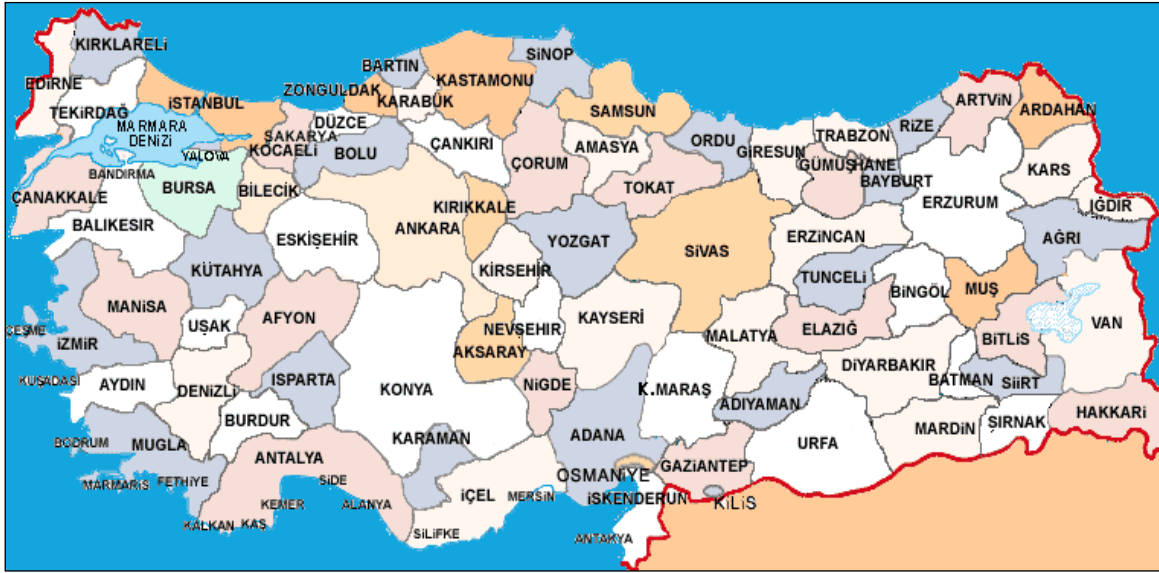 KIRKLARELİ
EDİRNE
TEKİRDAĞ
İSTANBUL
MARMARA
DENİZİ
YALOVA
BANDIRMA
ÇANAKKALE
BURSA
BALIKESIR
BİLECİK
KOCAELİ
SAKARYA
DÜZCE
BOLU
ZONGULDAK
BARTIN
KARABÜK
KASTAMONU
SİNOP
ÇANKIRI
SAMSUN
ÇORUM
AMASYA
ORDU
TOKAT
GİRESUN
TRABZON
GÜMÜŞHANE
RİZE
BAYBURT
ARTVİN
ARDAHAN
KARS
IĞDIR
ERZURUM
AĞRI
ERZİNCAN
SİVAS
YOZGAT
KIRIKKALE
ANKARA
KIRSEHİR
ESKİŞEHİR
KÜTAHYA
MANİSA
UŞAK
AFYON
ÇEŞME
İZMİR
KUŞADASI
AYDIN
DENİZLİ
ISPARTA
BURDUR
KONYA
AKSARAY
NEVŞEHIR
NİGDE
KAYSERİ
MALATYA
TUNCELİ
ELAZIĞ
BİNGÖL
MUŞ
BİTLİS
VAN
DİYARBAKIR
BATMAN
SİİRT
HAKKARİ
ŞIRNAK
MARDİN
URFA
ADIYAMAN
K.MARAŞ
GAZİANTEP
KİLİS
ADANA
OSMANİYE
İSKENDERUN
ANTAKYA
MERSİN
İÇEL
SİLİFKE
KARAMAN
ANTALYA
SİDE
ALANYA
KEMER
KAŞ
KALKAN
FETHİYE
MARMARİS
MUGLA
BODRUM